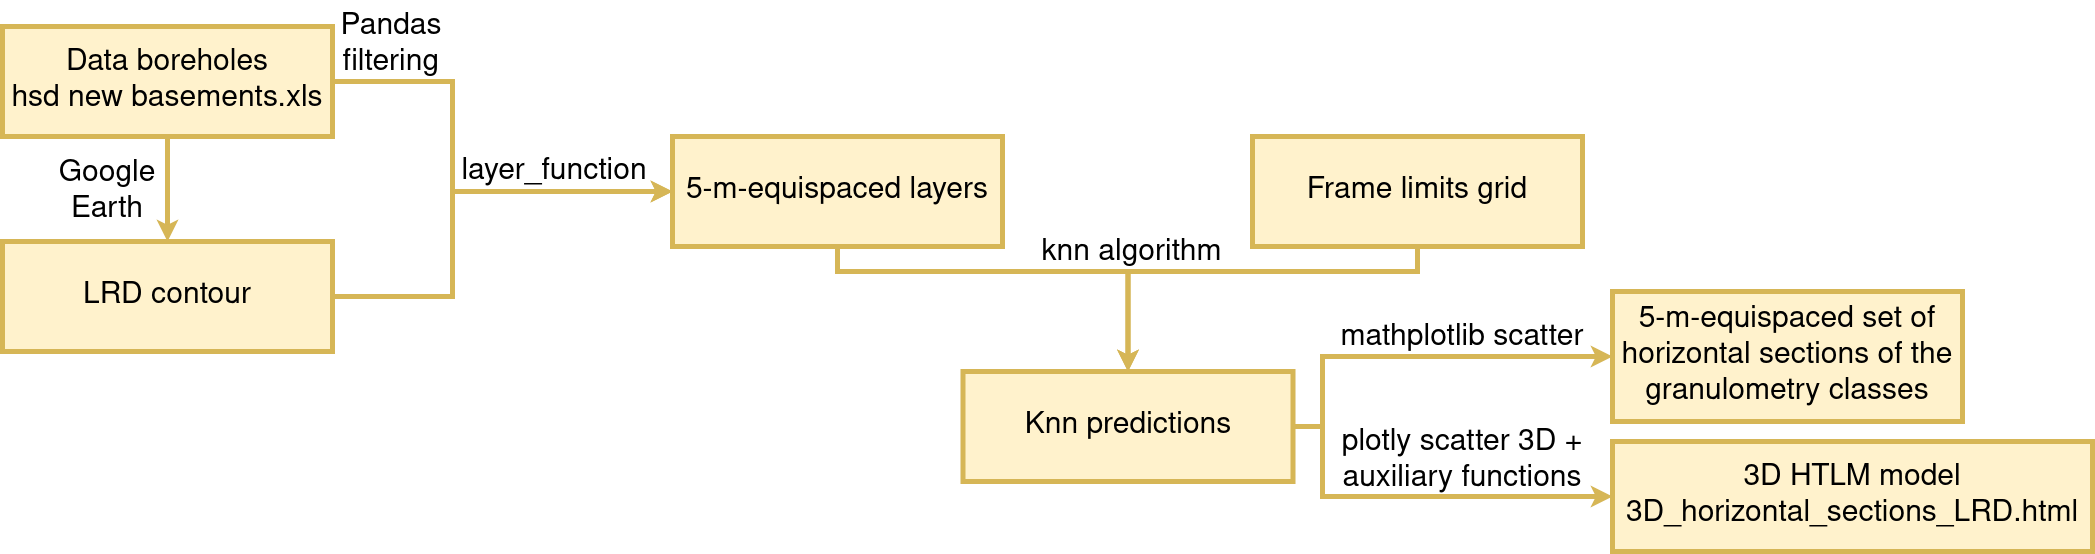 Pandas
filtering
Data boreholes
hsd new basements.xls
Google
Earth
LRD contour
layer_function
5-m-equispaced layers
Frame limits grid
knn algorithm
Knn predictions
mathplotlib scatter
5-m-equispaced set of
horizontal sections of the
granulometry classes
plotly scatter 3D +
auxiliary functions
3D HTLM model
3D_horizontal_sections_LRD.html